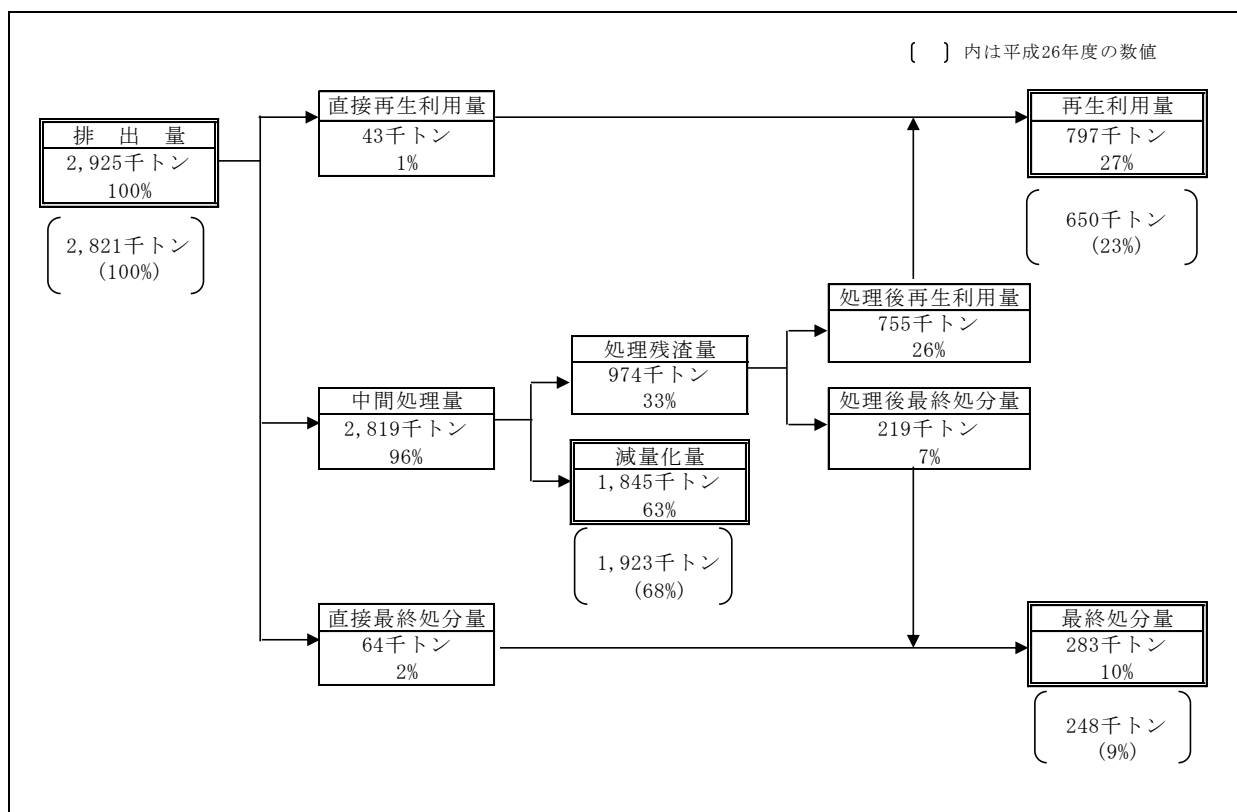 〔　〕内は平成26年度の数値
排　出　量
2,925千トン
100%
2,821千トン
(100%)
直接再生利用量
43千トン
1%
再生利用量
797千トン
27%
650千トン
(23%)
中間処理量
2,819千トン
96%
処理残渣量
974千トン
33%
減量化量
1,845千トン
63%
1,923千トン
(68%)
処理後再生利用量
755千トン
26%
処理後最終処分量
219千トン
7%
直接最終処分量
64千トン
2%
最終処分量
283千トン
10%
248千トン
(9%)